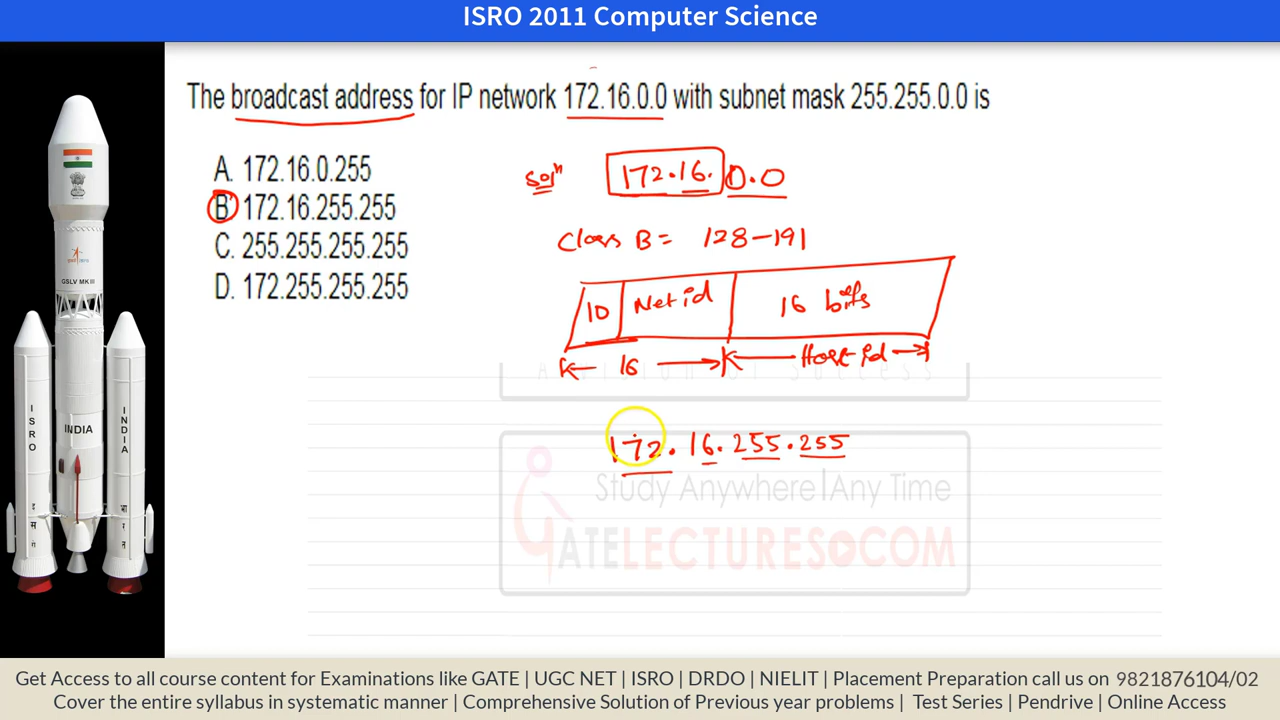 ISRO 2011 Computer Science
The broadcast address for IP network 172.16.0.0 with subnet mask 255.255.0.0 is
A. 172.16.0.255
B. 172.16.255.255
C. 255.255.255.255
D. 172.255.255.255
Solⁿ 172.16. 0.0
Class B = 128-191
10 Net id 16 bits
16 Host id
172.16.255.255
Study Anywhere|Any Time
GATELECTURES.COM
GSLV MK III
ISRO
INDIA
INDIA
भारत
Get Access to all course content for Examinations like GATE | UGC NET | ISRO | DRDO | NIELIT | Placement Preparation call us on 9821876104/02
Cover the entire syllabus in systematic manner | Comprehensive Solution of Previous year problems | Test Series | Pendrive | Online Access